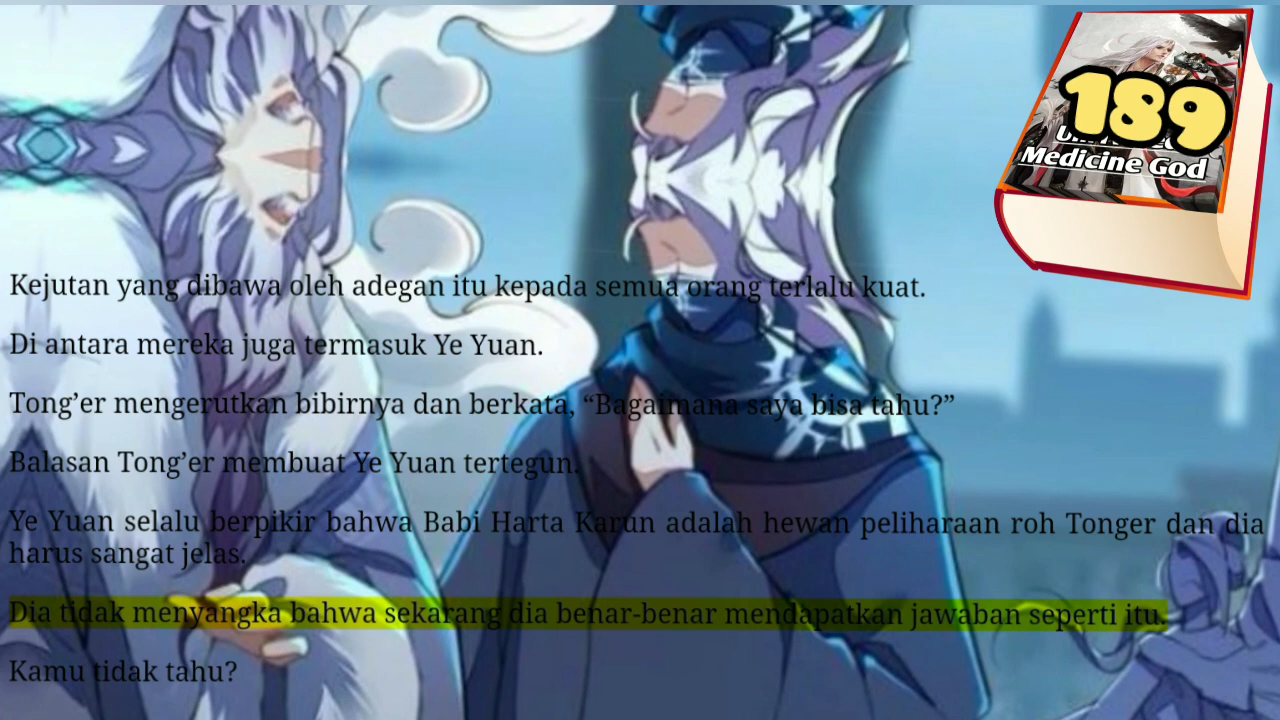 189
Medicine God
Kejutan yang dibawa oleh adegan itu kepada semua orang terlalu kuat.
Di antara mereka juga termasuk Ye Yuan.
Tong’er mengerutkan bibirnya dan berkata, “Bagaimana saya bisa tahu?”
Balasan Tong’er membuat Ye Yuan tertegun.
Ye Yuan selalu berpikir bahwa Babi Harta Karun adalah hewan peliharaan roh Tonger dan dia
harus sangat jelas.
Dia tidak menyangka bahwa sekarang dia benar-benar mendapatkan jawaban seperti itu.
Kamu tidak tahu?